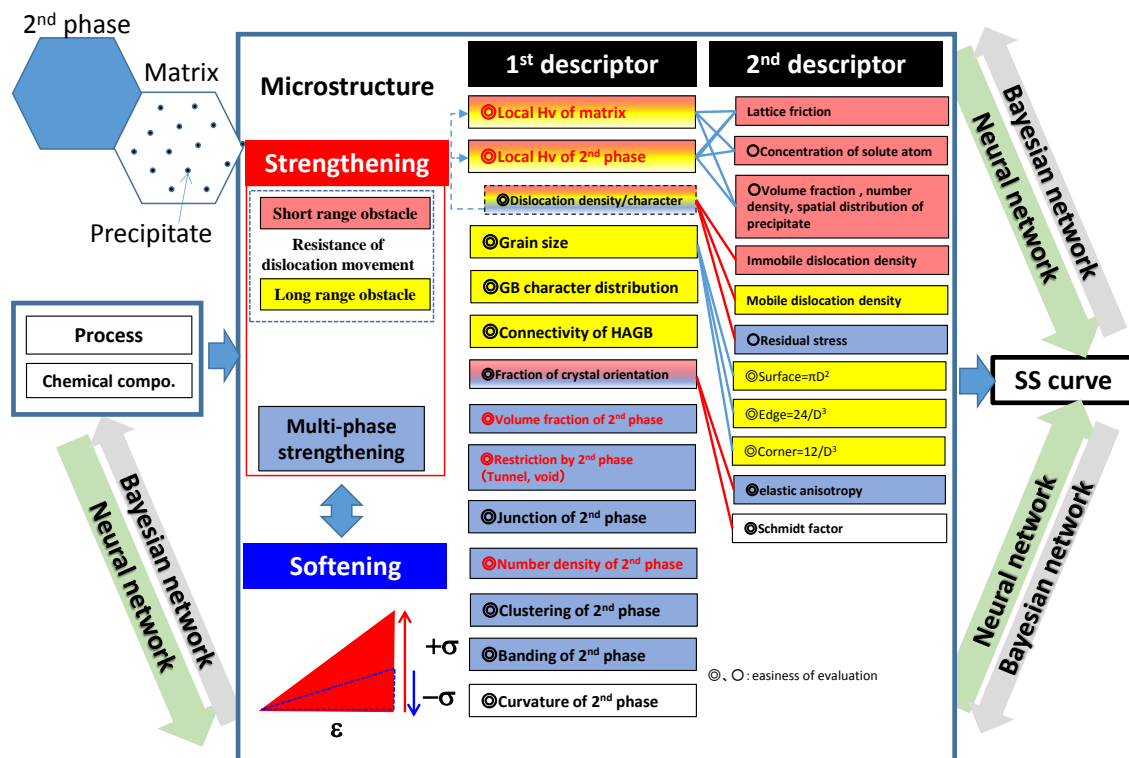 2nd phase
Matrix
Precipitate
Process
Chemical compo.
Neural network
Bayesian network
Microstructure
Strengthening
Short range obstacle
Resistance of
dislocation movement
Long range obstacle
Multi-phase
strengthening
Softening
+σ
−σ
ε
1st descriptor
◎Local Hv of matrix
◎Local Hv of 2nd phase
◎Dislocation density/character
◎Grain size
◎GB character distribution
◎Connectivity of HAGB
◎Fraction of crystal orientation
◎Volume fraction of 2nd phase
◎Restriction by 2nd phase
(Tunnel, void)
◎Junction of 2nd phase
◎Number density of 2nd phase
◎Clustering of 2nd phase
◎Banding of 2nd phase
◎Curvature of 2nd phase
2nd descriptor
Lattice friction
○Concentration of solute atom
○Volume fraction , number
density, spatial distribution of
precipitate
Immobile dislocation density
Mobile dislocation density
○Residual stress
◎Surface=πD²
◎Edge=24/D³
◎Corner=12/D³
◎elastic anisotropy
◎Schmidt factor
◎、○: easiness of evaluation
Neural network
Bayesian network
SS curve
Neural network
Bayesian network